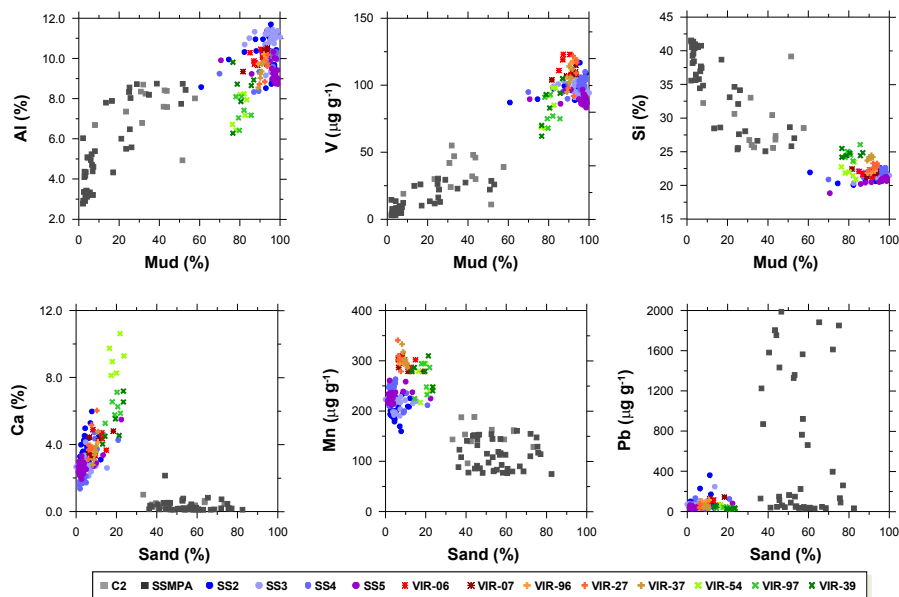 12.0
10.0
8.0
6.0
4.0
2.0
Al (%)
0 20 40 60 80 100
Mud (%)
150
100
50
0
V (µg g-1)
0 20 40 60 80 100
Mud (%)
45
40
35
30
25
20
15
Si (%)
0 20 40 60 80 100
Mud (%)
12.0
8.0
4.0
0.0
Ca (%)
0 20 40 60 80 100
Sand (%)
400
300
200
100
0
Mn (µg g-1)
0 20 40 60 80 100
Sand (%)
2000
1600
1200
800
400
0
Pb (µg g-1)
0 20 40 60 80 100
Sand (%)
C2 SSMPA SS2 SS3 SS4 SS5 VIR-06 VIR-07 VIR-96 VIR-27 VIR-37 VIR-54 VIR-97 VIR-39